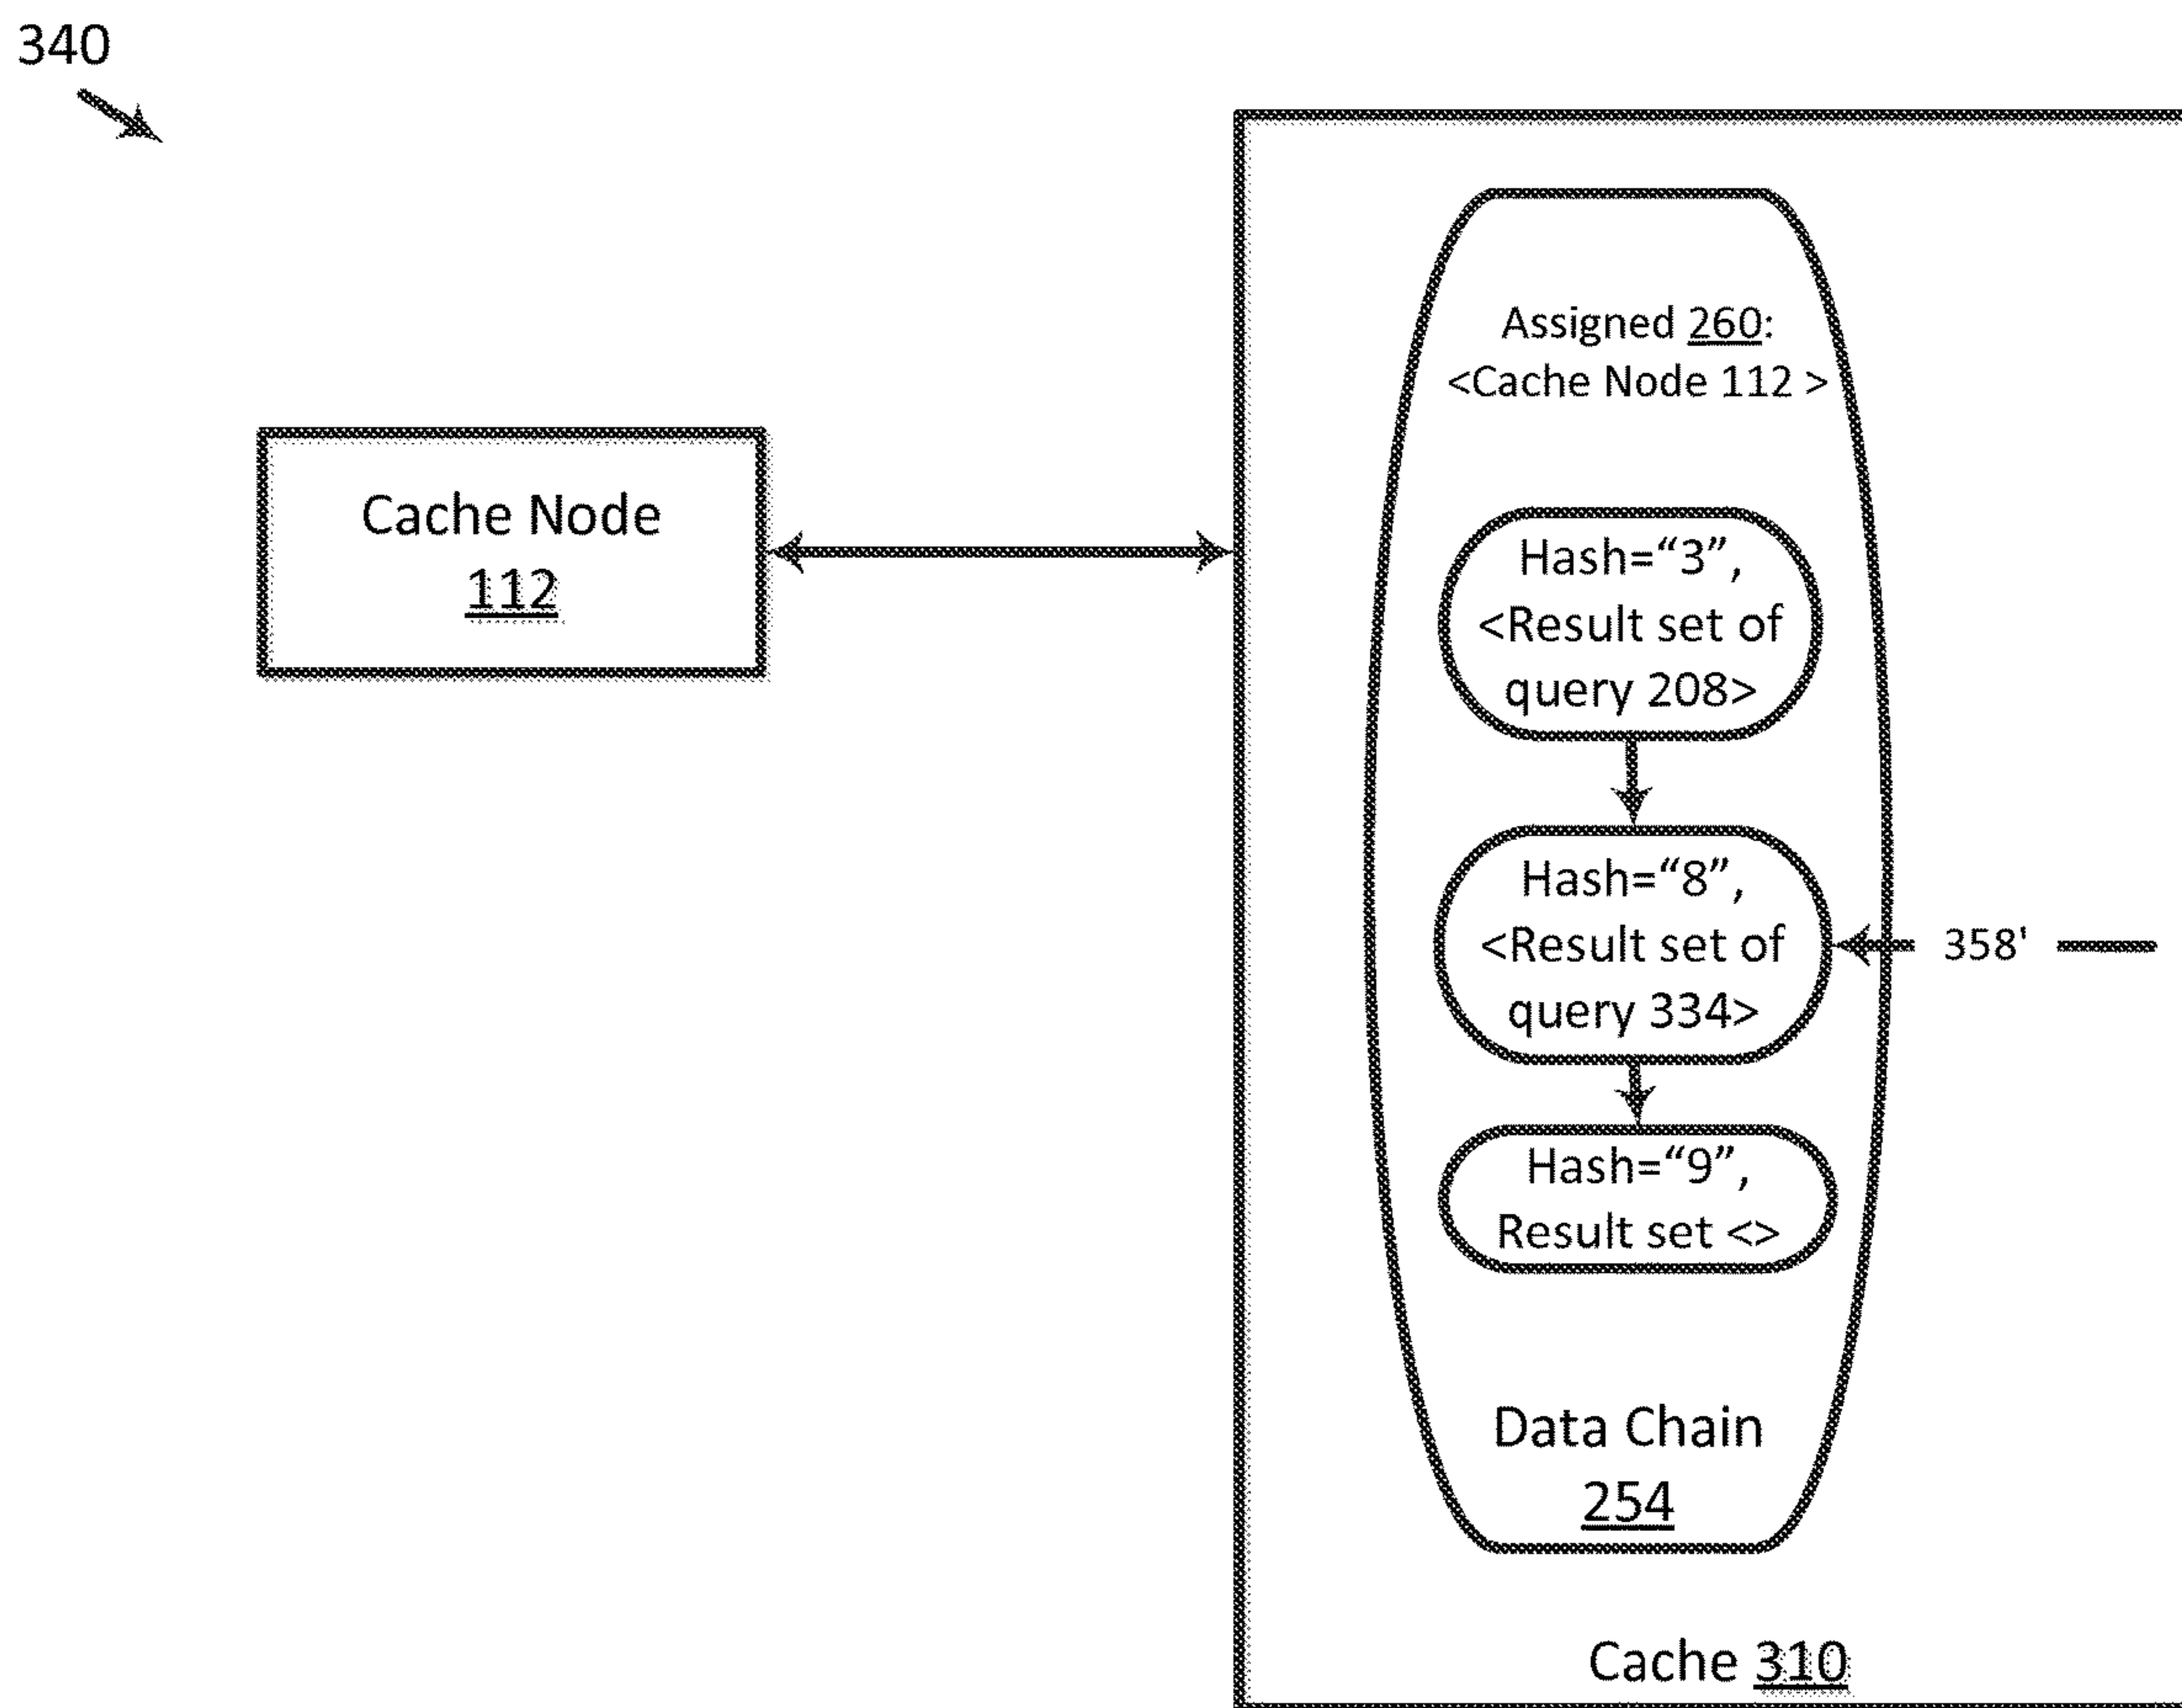 340
Cache Node
112
Assigned 260:
<Cache Node 112 >
Hash=“3”,
<Result set of
query 208>
Hash=“8”,
<Result set of
query 334>
358'
Hash=“9”,
Result set <>
Data Chain
254
Cache 310